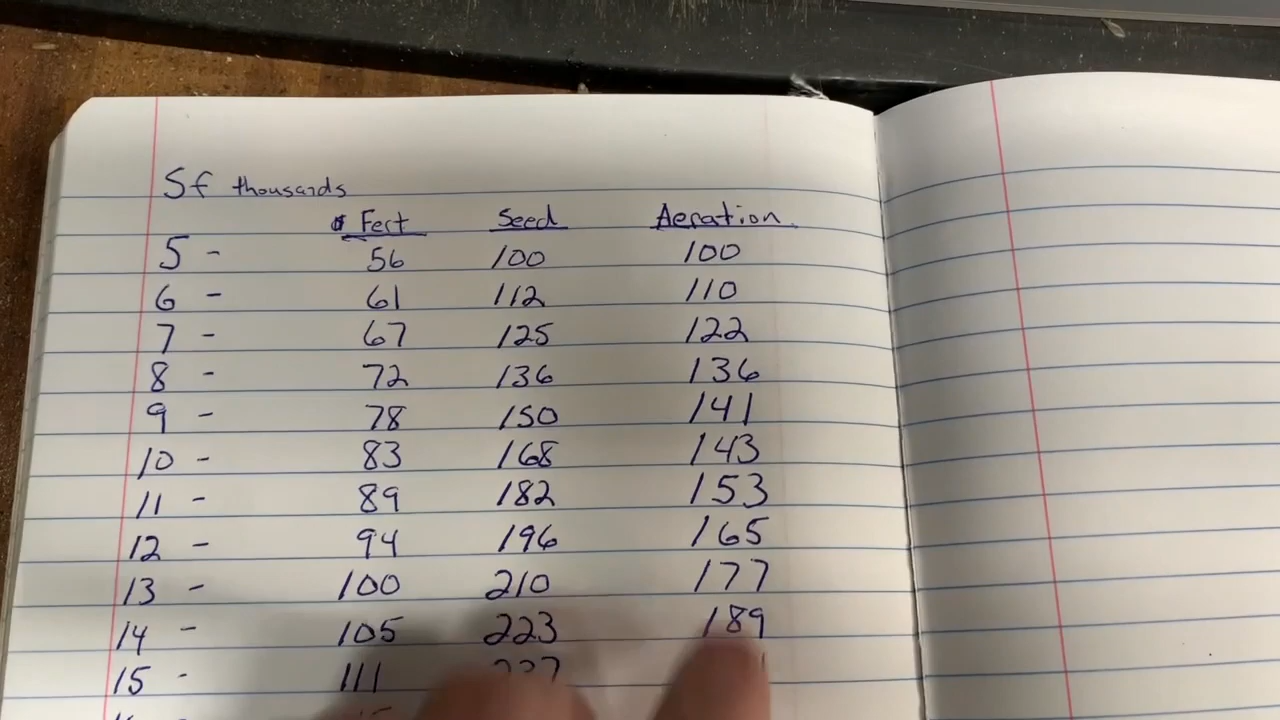 Sf thousands
$ Fert Seed Aeration
5 - 56 100 100
6 - 61 112 110
7 - 67 125 122
8 - 72 136 136
9 - 78 150 141
10 - 83 168 143
11 - 89 182 153
12 - 94 196 165
13 - 100 210 177
14 - 105 223 189
15 - 111 237